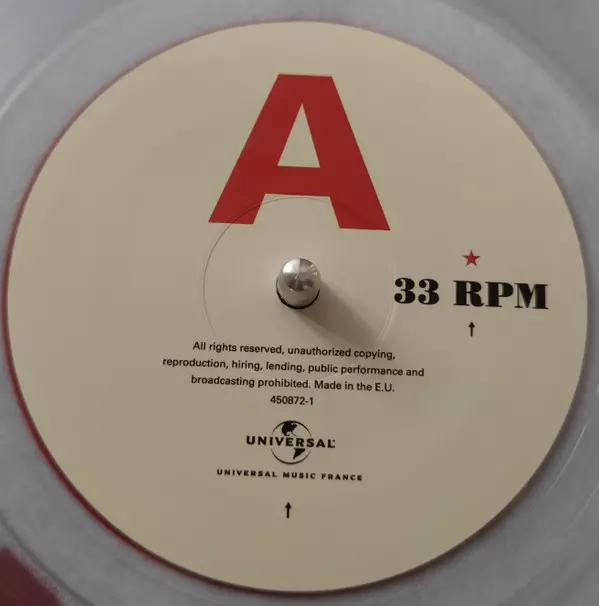 A
33 RPM
All rights reserved, unauthorized copying,
reproduction, hiring, lending, public performance and
broadcasting prohibited. Made in the E.U.
450872-1
UNIVERSAL
UNIVERSAL MUSIC FRANCE